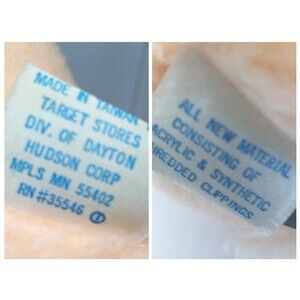 MADE IN TAIWAN
TARGET STORES
DIV. OF DAYTON
HUDSON CORP
MPLS MN 55402
RN #35546 1
ALL NEW MATERIAL
CONSISTING OF
ACRYLIC & SYNTHETIC
SHREDDED CLIPPINGS